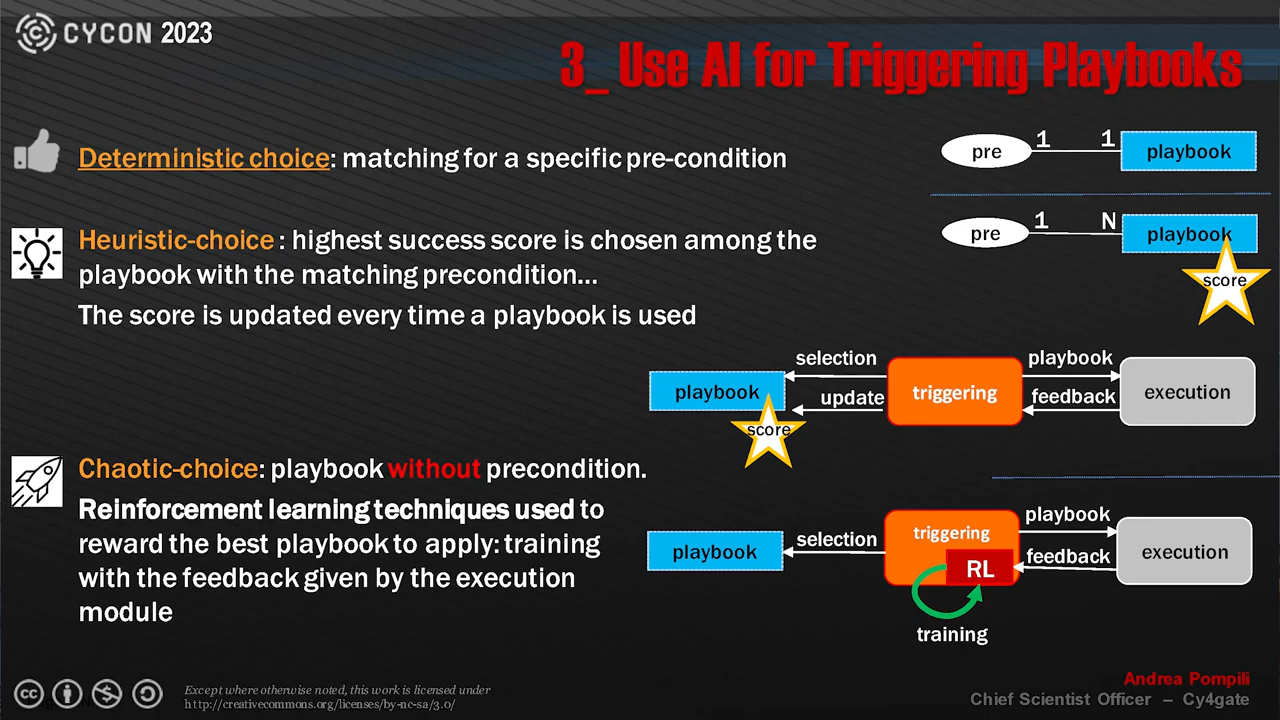 CYCON 2023
3_ Use AI for Triggering Playbooks
Deterministic choice: matching for a specific pre-condition
pre 1 1 playbook
Heuristic-choice : highest success score is chosen among the
playbook with the matching precondition...
The score is updated every time a playbook is used
pre 1 N playbook
score
selection
playbook
playbook
triggering
execution
update
feedback
score
Chaotic-choice: playbook without precondition.
Reinforcement learning techniques used to
reward the best playbook to apply: training
with the feedback given by the execution
module
playbook
selection
triggering
RL
playbook
feedback
execution
training
Except where otherwise noted, this work is licensed under
http://creativecommons.org/licenses/by-nc-sa/3.0/
Andrea Pompili
Chief Scientist Officer – Cy4gate